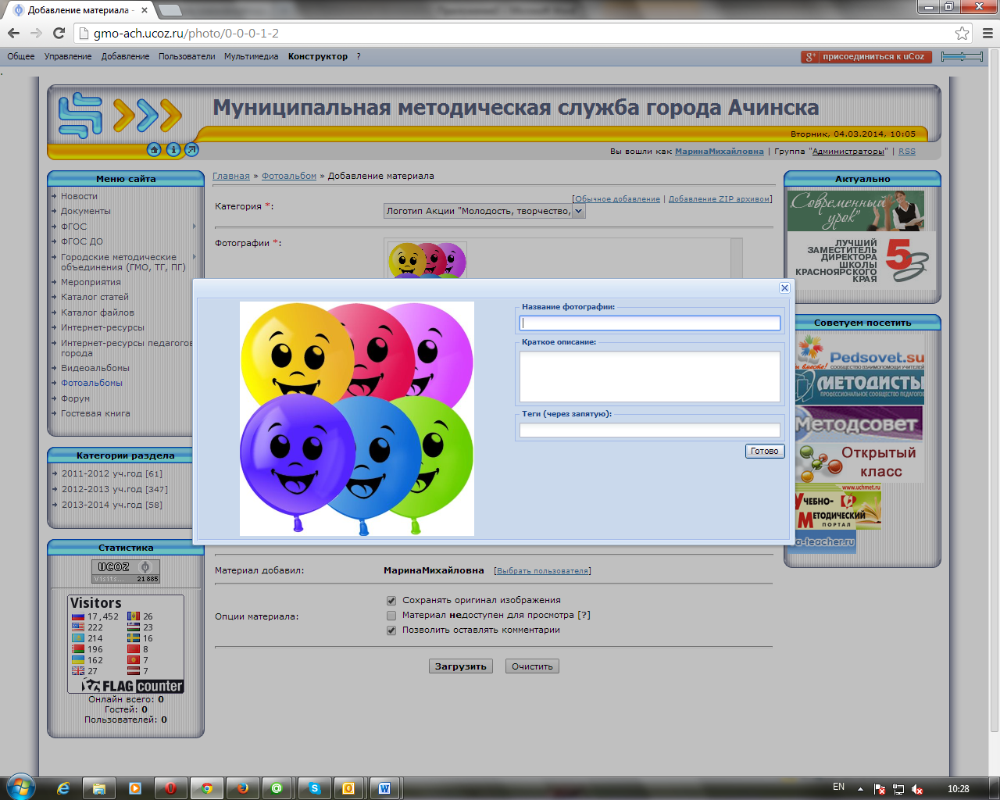 Добавление материала -
gmo-ach.ucoz.ru/photo/0-0-0-1-2
Общее Управление Добавление Пользователи Мультимедиа Конструктор ?
присоединиться к uCoz
Муниципальная методическая служба города Ачинска
Вторник, 04.03.2014, 10:05
Вы вошли как МаринаМихайловна | Группа "Администраторы" | RSS
Меню сайта
Новости
Документы
ФГОС
ФГОС ДО
Городские методические
объединения (ГМО, ТГ, ПГ)
Мероприятия
Каталог статей
Каталог файлов
Интернет-ресурсы
Интернет-ресурсы педагогов
города
Видеоальбомы
Фотоальбомы
Форум
Гостевая книга
Категории раздела
2011-2012 уч.год [61]
2012-2013 уч.год [347]
2013-2014 уч.год [58]
Статистика
UCOZ
Visits... 21885
Visitors
17,452 26
222 23
214 16
196 8
162 7
27 7
FLAG counter
Онлайн всего: 0
Гостей: 0
Пользователей: 0
Главная » Фотоальбом » Добавление материала
[Обычное добавление | Добавление ZIP архивом]
Категория *:
Логотип Акции "Молодость, творчество,
Фотографии *:
Название фотографии:
Краткое описание:
Теги (через запятую):
Готово
Материал добавил: МаринаМихайловна [Выбрать пользователя]
Опции материала:
Сохранять оригинал изображения
Материал недоступен для просмотра [?]
Позволить оставлять комментарии
Загрузить Очистить
Актуально
"Современный
урок"
ЛУЧШИЙ
ЗАМЕСТИТЕЛЬ
ДИРЕКТОРА
ШКОЛЫ
КРАСНОЯРСКОГО
КРАЯ
Советуем посетить
Pedsovet.su
вместе! СООБЩЕСТВО ВЗАИМОПОМОЩИ УЧИТЕЛЕЙ
МЕТОДИСТЫ
ПРОФЕССИОНАЛЬНОЕ СООБЩЕСТВО ПЕДАГОГОВ
Методсовет
Открытый
класс
www.uchmet.ru
УЧЕБНО-
МЕТОДИЧЕСКИЙ
ПОРТАЛ
a-teacher.ru
EN 10:28